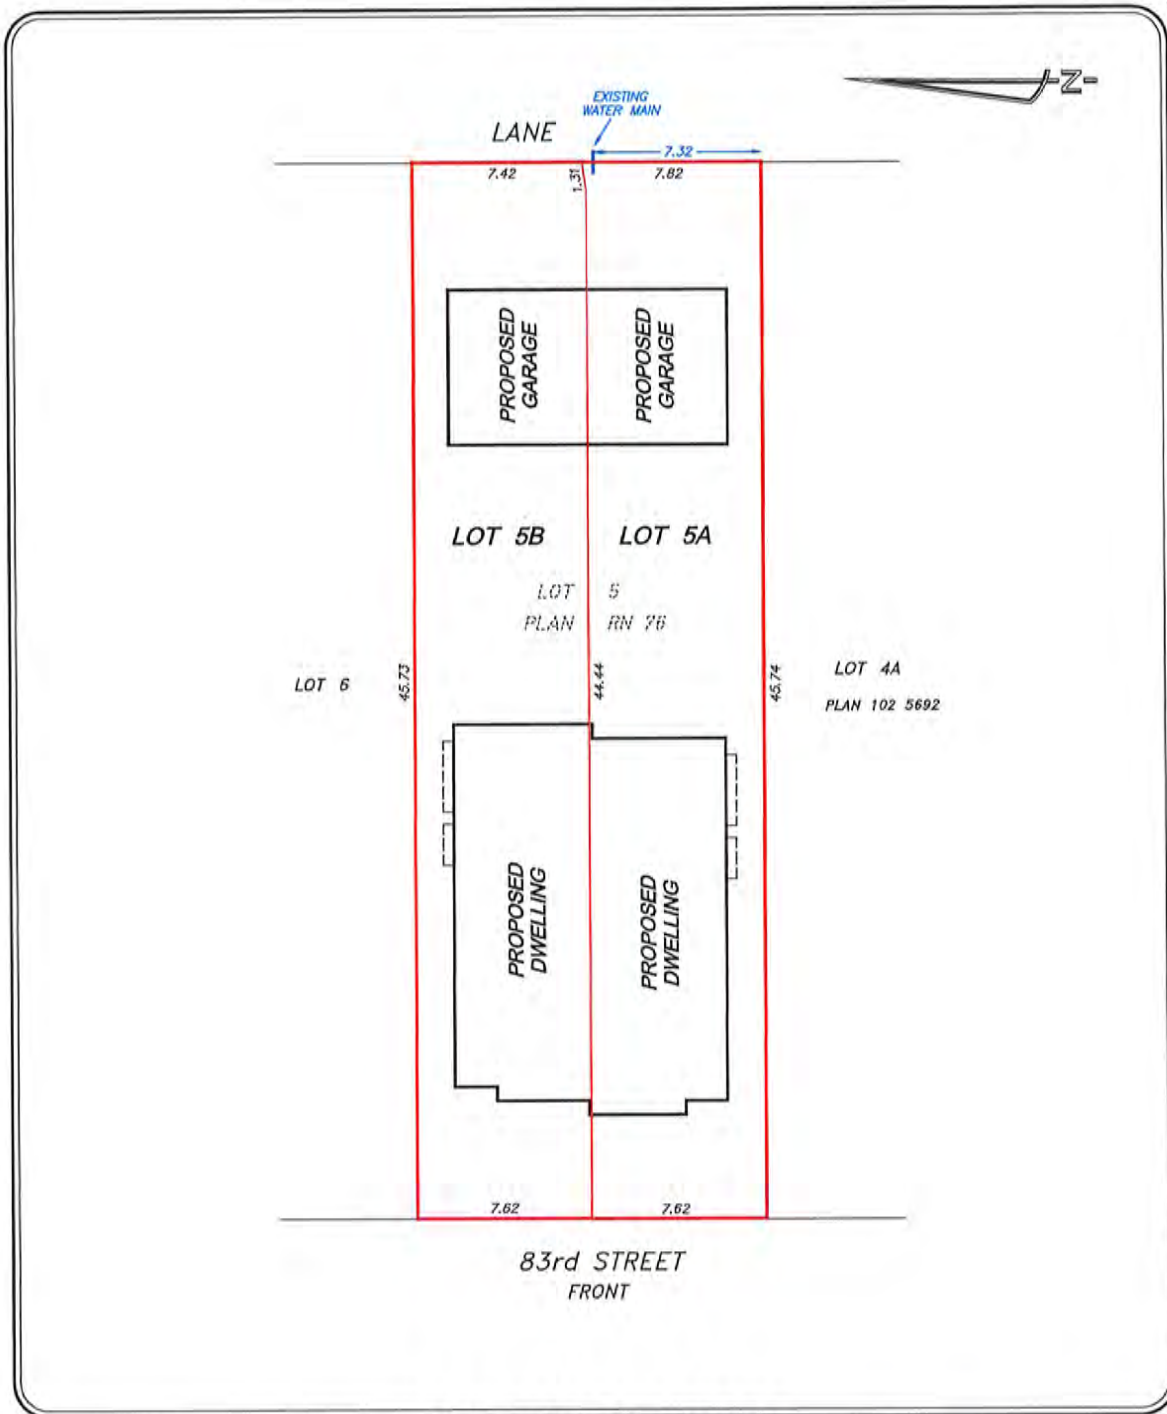 -Z-
EXISTING
WATER MAIN
LANE
7.32
7.42
1.31
7.82
PROPOSED
GARAGE
PROPOSED
GARAGE
LOT 5B
LOT 5A
LOT 5
PLAN RN 76
LOT 6
45.73
44.44
45.74
LOT 4A
PLAN 102 5692
PROPOSED
DWELLING
PROPOSED
DWELLING
7.62
7.62
83rd STREET
FRONT